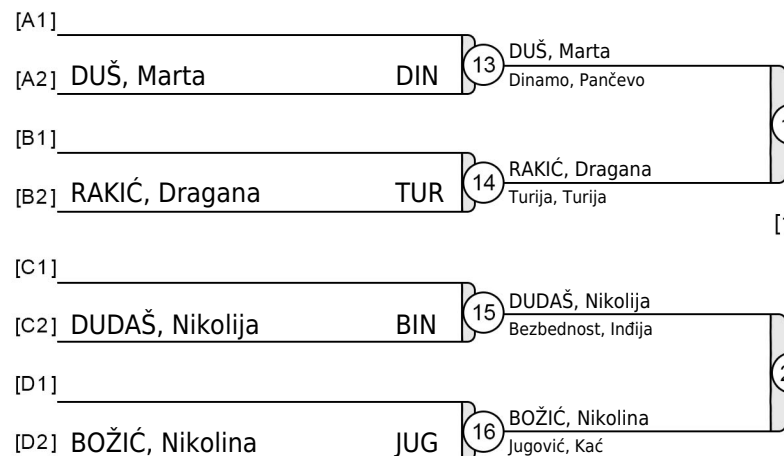 [A1]
[A2] DUŠ, Marta DIN
13 DUŠ, Marta
Dinamo, Pančevo
[B1]
[B2] RAKIĆ, Dragana TUR
14 RAKIĆ, Dragana
Turija, Turija
[C1]
[C2] DUDAŠ, Nikolija BIN
15 DUDAŠ, Nikolija
Bezbednost, Inđija
[D1]
[D2] BOŽIĆ, Nikolina JUG
16 BOŽIĆ, Nikolina
Jugović, Kać